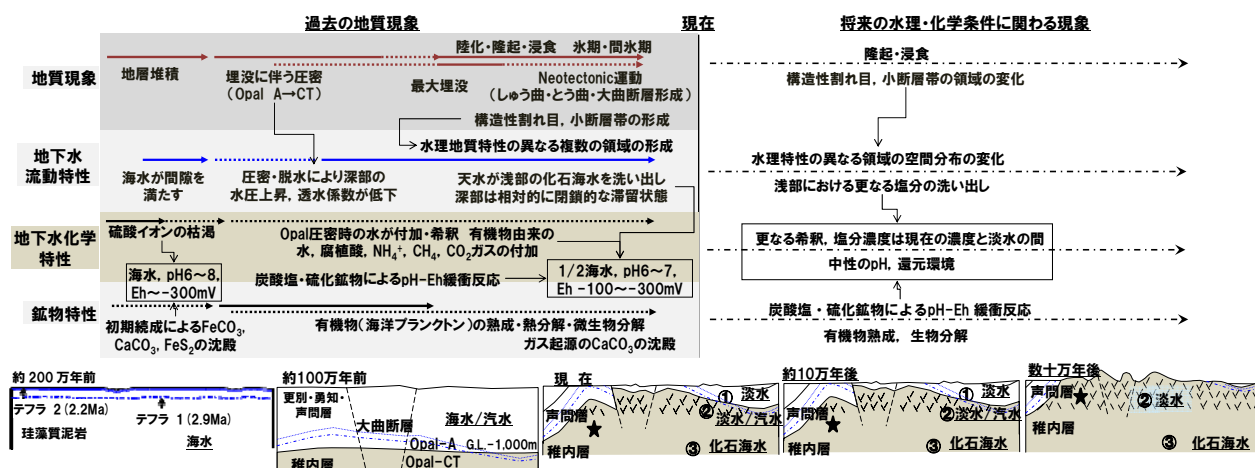 過去の地質現象
現在
将来の水理・化学条件に関わる現象
地質現象
地層堆積
埋没に伴う圧密
(Opal A→CT)
陸化・隆起・浸食 氷期・間氷期
最大埋没
Neotectonic運動
(しゅう曲・とう曲・大曲断層形成)
構造性割れ目, 小断層帯の形成
隆起・浸食
構造性割れ目, 小断層帯の領域の変化
地下水
流動特性
海水が間隙を
満たす
圧密・脱水により深部の
水圧上昇, 透水係数が低下
水理地質特性の異なる複数の領域の形成
天水が浅部の化石海水を洗い出し
深部は相対的に閉鎖的な滞留状態
水理特性の異なる領域の空間分布の変化
浅部における更なる塩分の洗い出し
地下水化学
特性
硫酸イオンの枯渇
海水, pH6~8,
Eh~-300mV
Opal圧密時の水が付加・希釈 有機物由来の
水, 腐植酸, NH₄⁺, CH₄, CO₂ガスの付加
炭酸塩・硫化鉱物によるpH-Eh緩衝反応
1/2海水, pH6~7,
Eh -100~-300mV
更なる希釈, 塩分濃度は現在の濃度と淡水の間
中性のpH, 還元環境
鉱物特性
初期続成によるFeCO₃,
CaCO₃, FeS₂の沈殿
有機物(海洋プランクトン)の熟成・熱分解・微生物分解
ガス起源のCaCO₃の沈殿
炭酸塩・硫化鉱物によるpH-Eh 緩衝反応
有機物熟成, 生物分解
約200万年前
テフラ 2 (2.2Ma)
テフラ 1 (2.9Ma)
珪藻質泥岩
海水
約100万年前
更別・勇知・
声問層
大曲断層
海水/汽水
Opal-A G.L -1,000m
稚内層
Opal-CT
現 在
① 淡水
声問層
② 淡水/汽水
稚内層
③ 化石海水
約10万年後
① 淡水
声問層
② 淡水/汽水
稚内層
③ 化石海水
数十万年後
声問層
② 淡水
稚内層
③ 化石海水